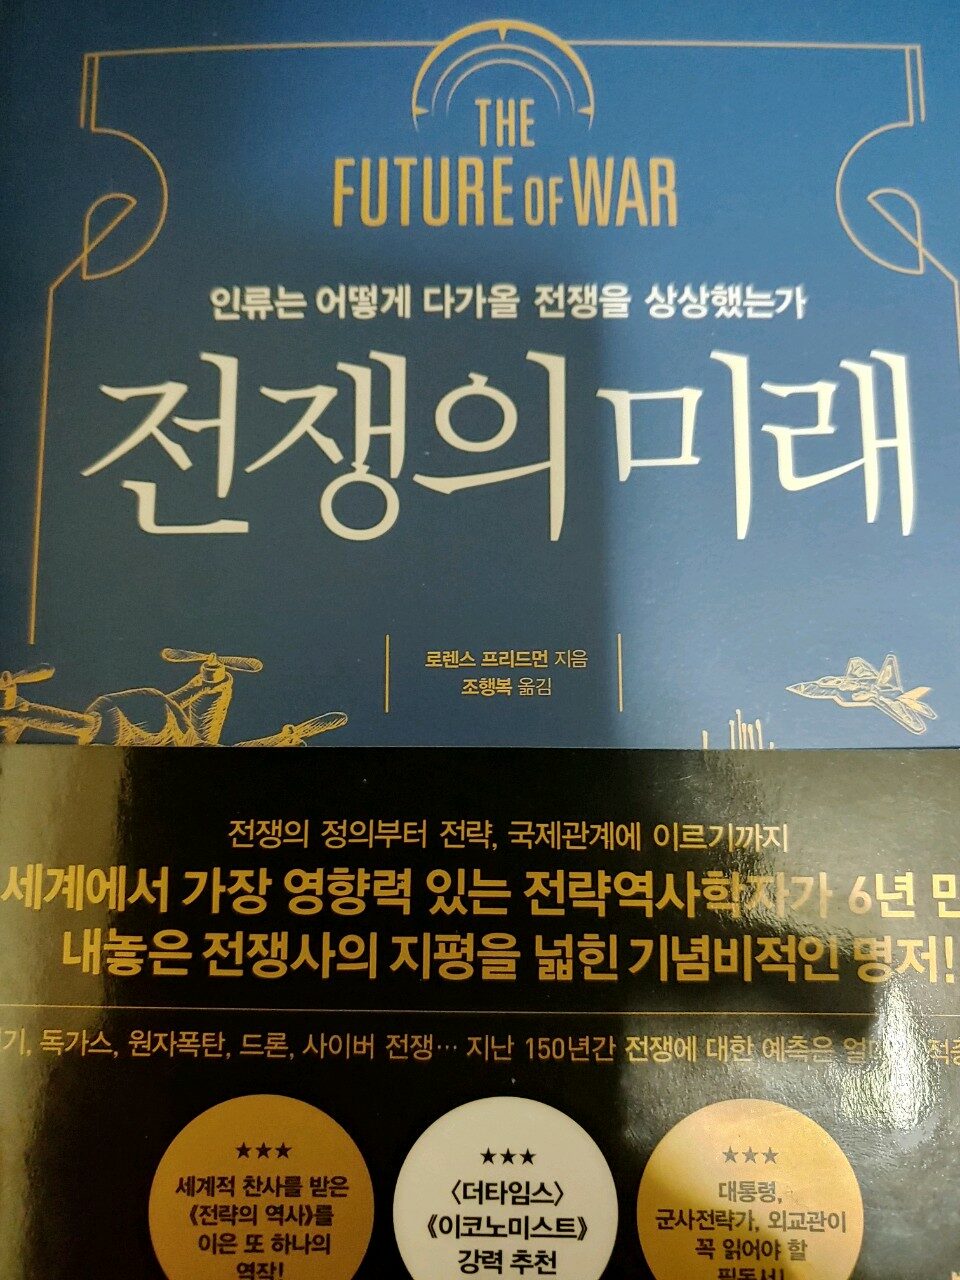 THE
FUTURE OF WAR
인류는 어떻게 다가올 전쟁을 상상했는가
전쟁의 미래
로렌스 프리드먼 지음
조행복 옮김
전쟁의 정의부터 전략, 국제관계에 이르기까지
세계에서 가장 영향력 있는 전략역사학자가 6년
내놓은 전쟁사의 지평을 넓힌 기념비적인 명저!
독가스, 원자폭탄, 드론, 사이버 전쟁… 지난 150년간 전쟁에 대한 예측은
★★★
세계적 찬사를 받은
《전략의 역사》를
이은 또 하나의
역작!
★★★
〈더타임스〉
《이코노미스트》
강력 추천
★★★
대통령,
군사전략가, 외교관이
꼭 읽어야 할
필독서!